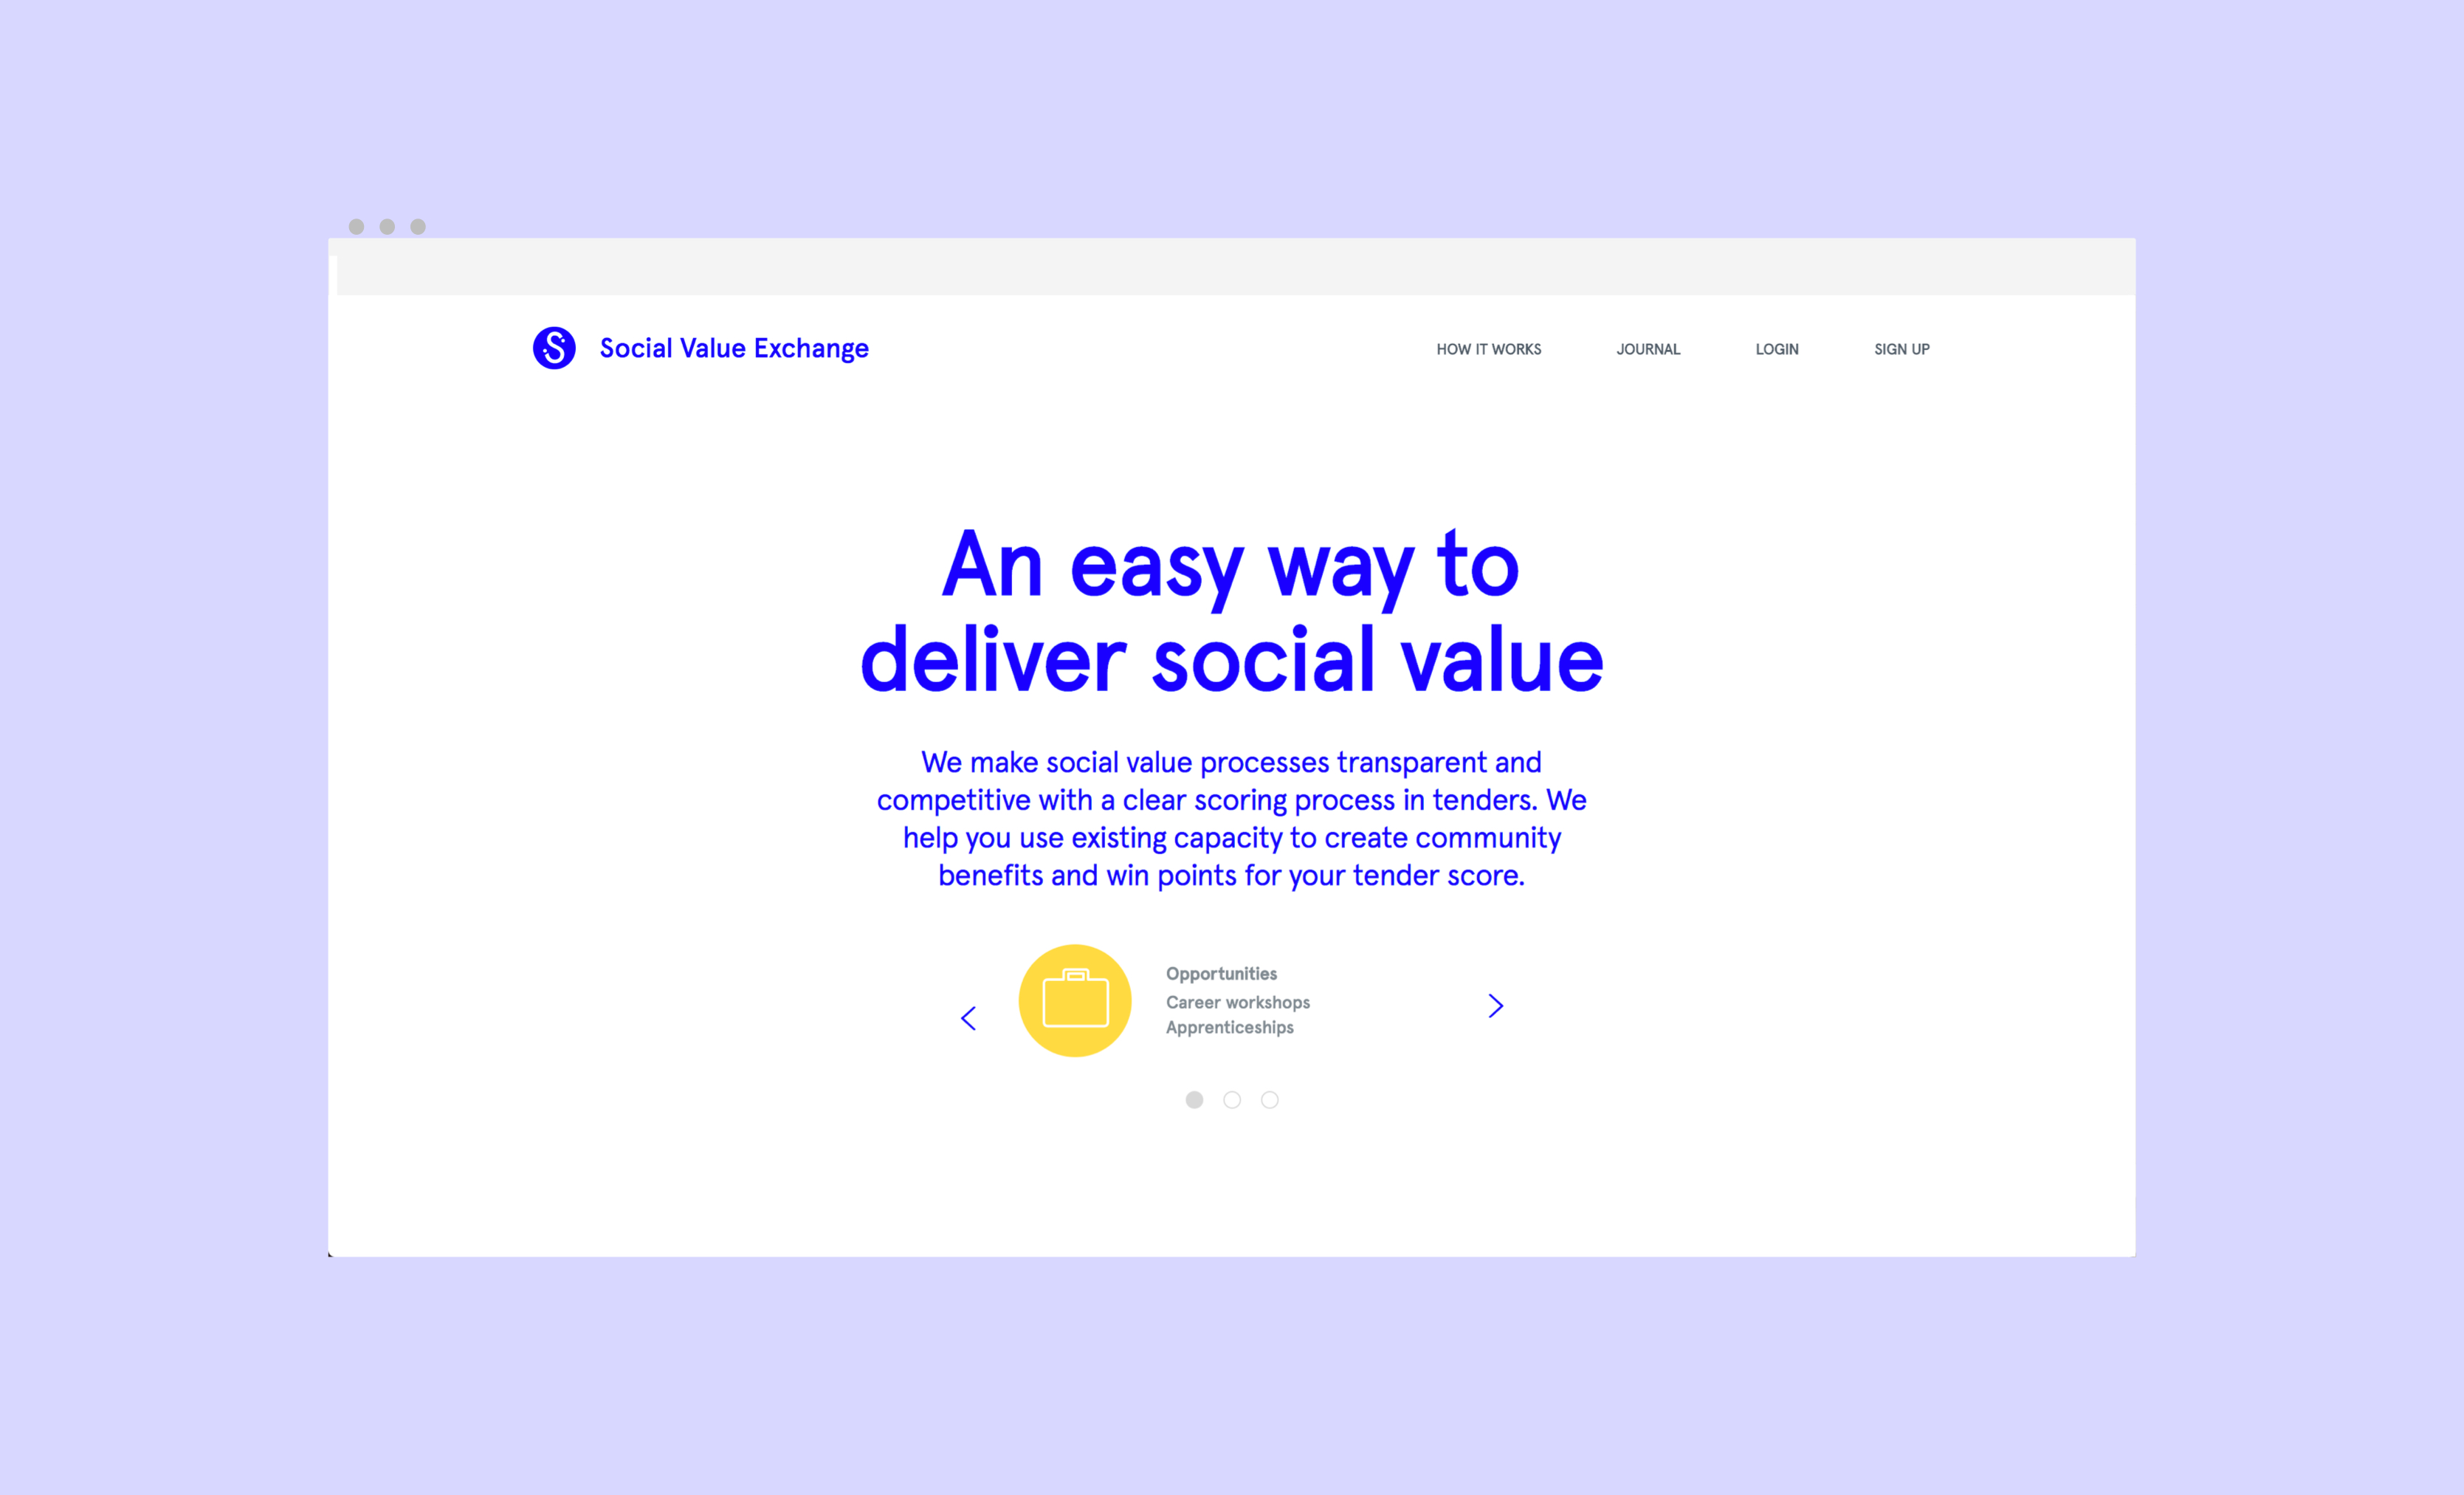 Social Value Exchange
HOW IT WORKS
JOURNAL
LOGIN
SIGN UP
An easy way to
deliver social value
We make social value processes transparent and
competitive with a clear scoring process in tenders. We
help you use existing capacity to create community
benefits and win points for your tender score.
Opportunities
Career workshops
Apprenticeships